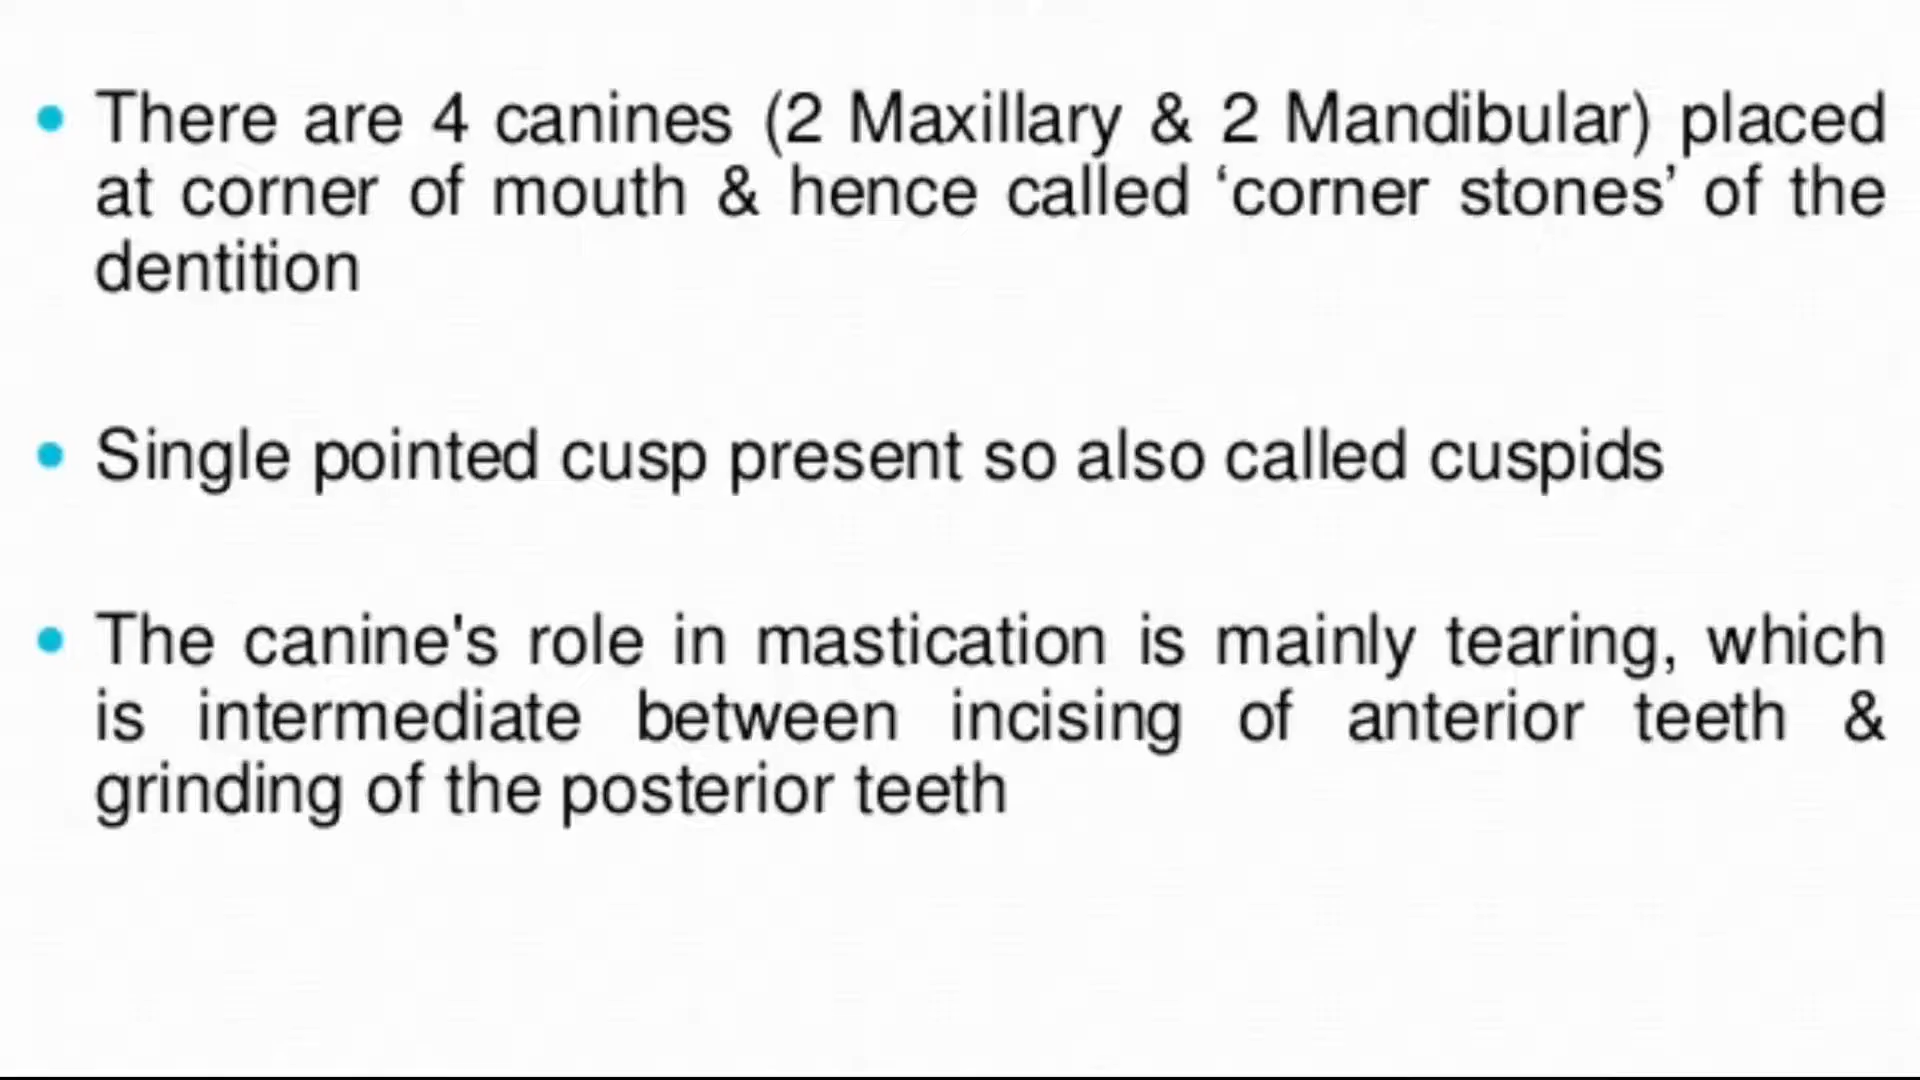 • There are 4 canines (2 Maxillary & 2 Mandibular) placed
at corner of mouth & hence called ‘corner stones’ of the
dentition
• Single pointed cusp present so also called cuspids
• The canine's role in mastication is mainly tearing, which
is intermediate between incising of anterior teeth &
grinding of the posterior teeth